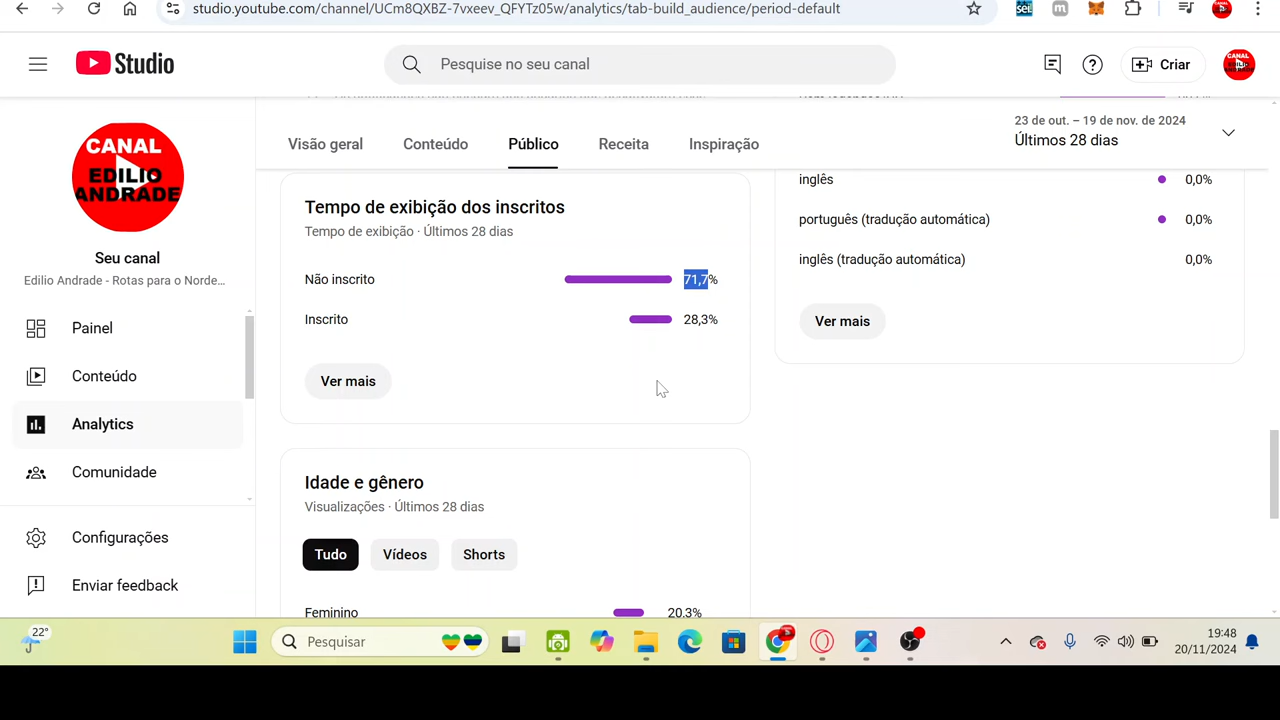 studio.youtube.com/channel/UCm8QXBZ-7vxeev_QFYTz05w/analytics/tab-build_audience/period-default
Studio
Pesquise no seu canal
Criar
CANAL
EDILIO
ANDRADE
Seu canal
Edilio Andrade - Rotas para o Norde...
Painel
Conteúdo
Analytics
Comunidade
Configurações
Enviar feedback
Visão geral
Conteúdo
Público
Receita
Inspiração
23 de out. – 19 de nov. de 2024
Últimos 28 dias
Tempo de exibição dos inscritos
Tempo de exibição · Últimos 28 dias
Não inscrito 71,7%
Inscrito 28,3%
Ver mais
Idade e gênero
Visualizações · Últimos 28 dias
Tudo
Vídeos
Shorts
Feminino 20,3%
inglês 0,0%
português (tradução automática) 0,0%
inglês (tradução automática) 0,0%
Ver mais
22°
Pesquisar
19:48
20/11/2024